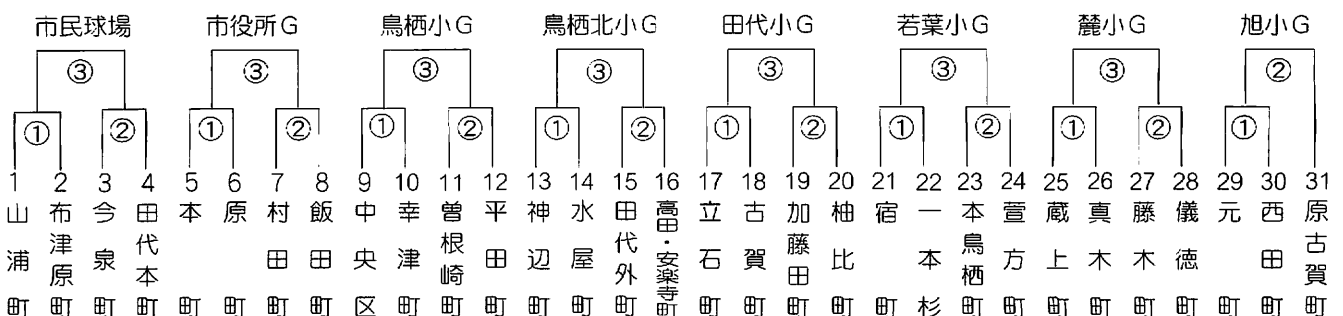 市民球場 市役所G 鳥栖小G 鳥栖北小G 田代小G 若葉小G 麓小G 旭小G
③ ③ ③ ③ ③ ③ ③ ②
① ② ① ② ① ② ① ② ① ② ① ② ① ② ①
1 2 3 4 5 6 7 8 9 10 11 12 13 14 15 16 17 18 19 20 21 22 23 24 25 26 27 28 29 30 31
山浦町
布津原町
今泉町
田代本町
本町
原町
村田町
飯田町
中央区
幸津町
曽根崎町
平田町
神辺町
水屋町
田代外町
高田・安楽寺町
立石町
古賀町
加藤田町
柚比町
宿町
一本杉
本鳥栖町
萱方町
蔵上町
真木町
藤木町
儀徳町
元町
西田町
原古賀町